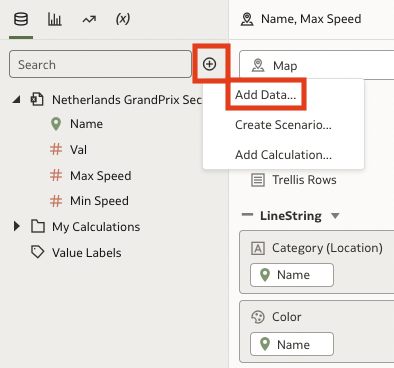 (x)
Name, Max Speed
Search
Map
Add Data...
Create Scenario...
Add Calculation...
Netherlands GrandPrix Sec
Name
Val
Max Speed
Min Speed
My Calculations
Value Labels
Trellis Rows
LineString
Category (Location)
Name
Color
Name